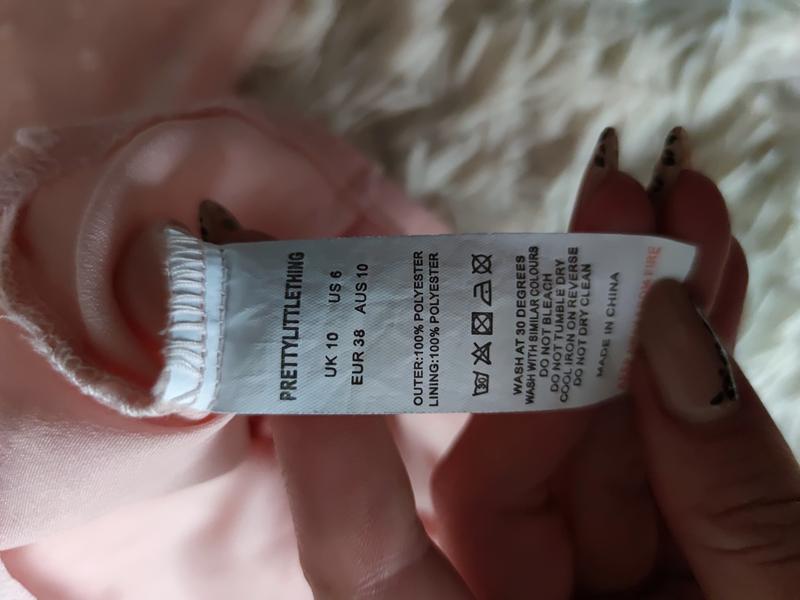 PRETTYLITTLETHING
UK 10 US 6
EUR 38 AUS 10
OUTER:100% POLYESTER
LINING:100% POLYESTER
30
WASH AT 30 DEGREES
WASH WITH SIMILAR COLOURS
DO NOT BLEACH
DO NOT TUMBLE DRY
COOL IRON ON REVERSE
DO NOT DRY CLEAN
MADE IN CHINA
FIRE